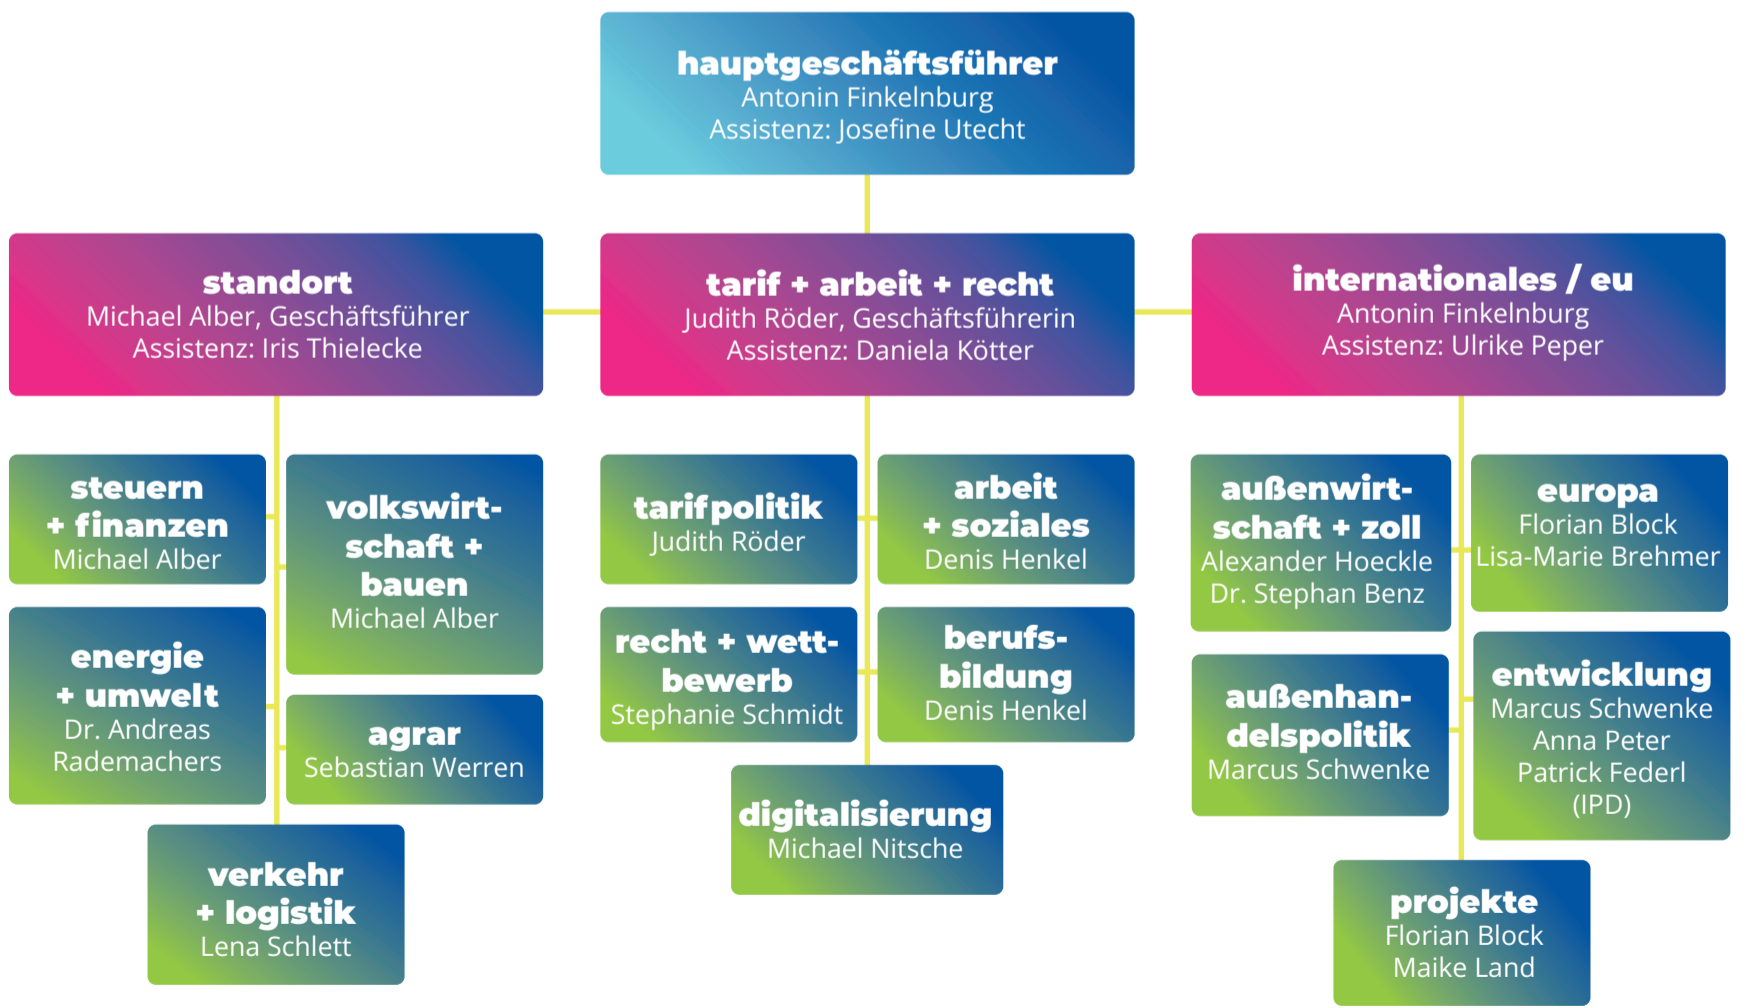 hauptgeschäftsführer
Antonin Finkelnburg
Assistenz: Josefine Utecht
standort
Michael Alber, Geschäftsführer
Assistenz: Iris Thielecke
tarif + arbeit + recht
Judith Röder, Geschäftsführerin
Assistenz: Daniela Kötter
internationales / eu
Antonin Finkelnburg
Assistenz: Ulrike Peper
steuern
+ finanzen
Michael Alber
volkswirt-
schaft +
bauen
Michael Alber
energie
+ umwelt
Dr. Andreas
Rademachers
agrar
Sebastian Werren
verkehr
+ logistik
Lena Schlett
tarifpolitik
Judith Röder
arbeit
+ soziales
Denis Henkel
recht + wett-
bewerb
Stephanie Schmidt
berufs-
bildung
Denis Henkel
digitalisierung
Michael Nitsche
außenwirt-
schaft + zoll
Alexander Hoeckle
Dr. Stephan Benz
europa
Florian Block
Lisa-Marie Brehmer
außenhan-
delspolitik
Marcus Schwenke
entwicklung
Marcus Schwenke
Anna Peter
Patrick Federl
(IPD)
projekte
Florian Block
Maike Land